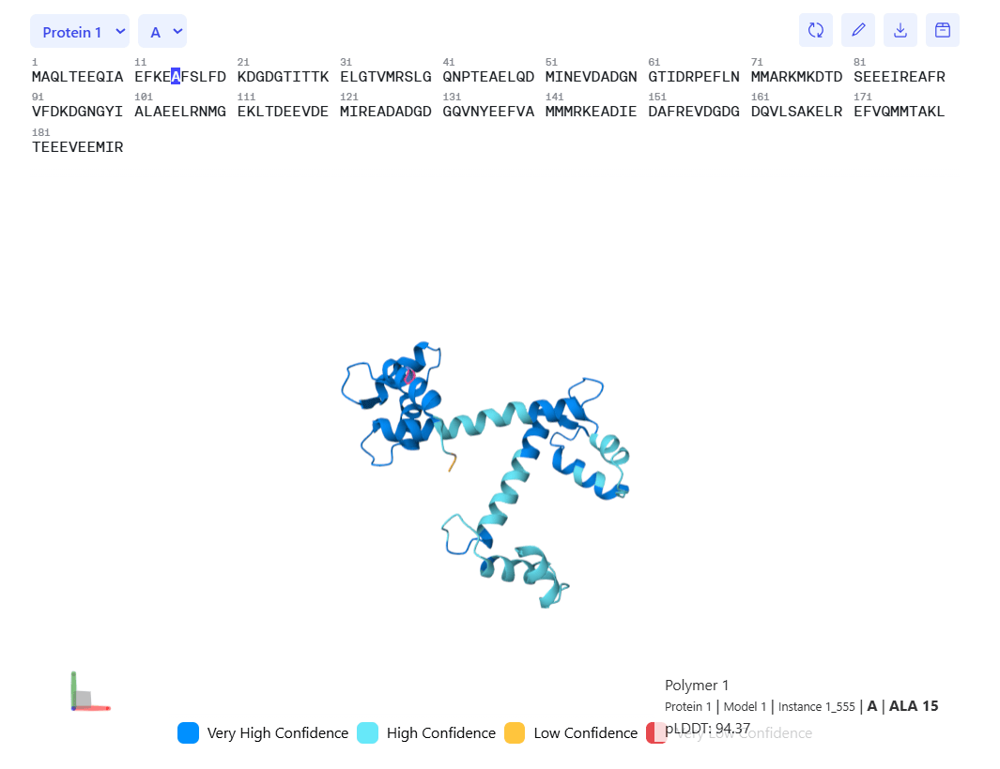 Protein 1 A
1 11 21 31 41 51 61 71 81
MAQLTEEQIA EFKEAFSLFD KDGDGTITTK ELGTVMRSLG QNPTEAELQD MINEVDADGN GTIDRPEFLN MMARKMKDTD SEEEIREAFR
91 101 111 121 131 141 151 161 171
VFDKDGNGYI ALAEELRNMG EKLTDEEVDE MIREADADGD GQVNYEEFVA MMMRKEADIE DAFREVDGDG DQVLSAKELR EFVQMMTAKL
181
TEEEVEEMIR
Polymer 1
Protein 1 | Model 1 | Instance 1_555 | A | ALA 15
pLDDT: 94.37
Very High Confidence High Confidence Low Confidence Very Low Confidence